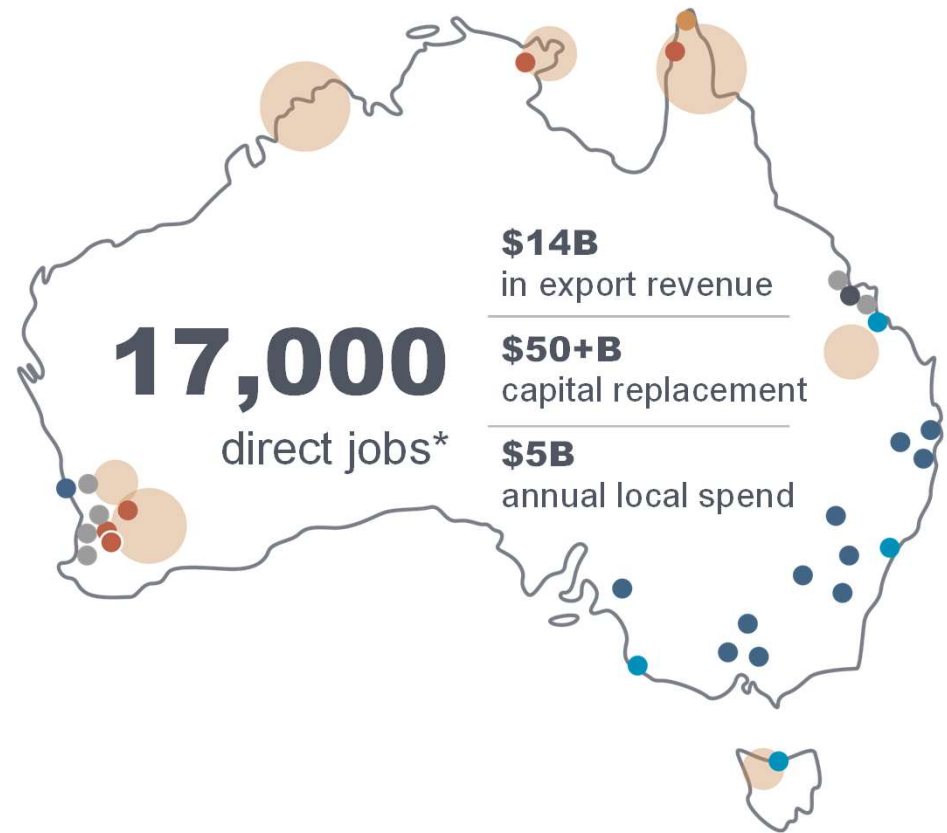 17,000
direct jobs*
$14B
in export revenue
$50+B
capital replacement
$5B
annual local spend